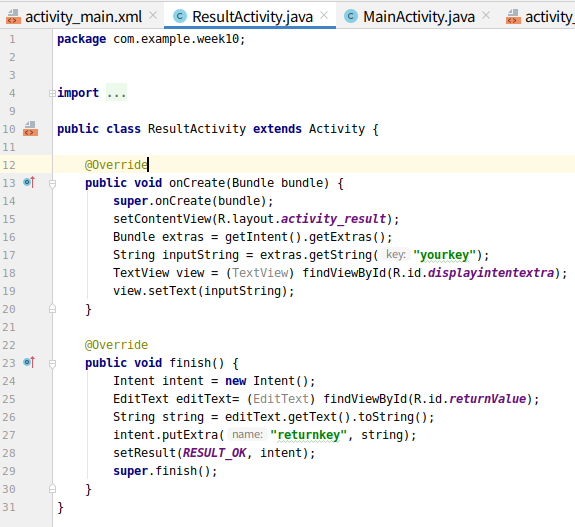 activity_main.xml × ResultActivity.java × MainActivity.java × activity_
1 package com.example.week10;
2
3
4 import ...
9
10 public class ResultActivity extends Activity {
11
12 @Override
13 public void onCreate(Bundle bundle) {
14 super.onCreate(bundle);
15 setContentView(R.layout.activity_result);
16 Bundle extras = getIntent().getExtras();
17 String inputString = extras.getString( key: "yourkey");
18 TextView view = (TextView) findViewById(R.id.displayintentextra);
19 view.setText(inputString);
20 }
21
22 @Override
23 public void finish() {
24 Intent intent = new Intent();
25 EditText editText= (EditText) findViewById(R.id.returnValue);
26 String string = editText.getText().toString();
27 intent.putExtra( name: "returnkey", string);
28 setResult(RESULT_OK, intent);
29 super.finish();
30 }
31 }